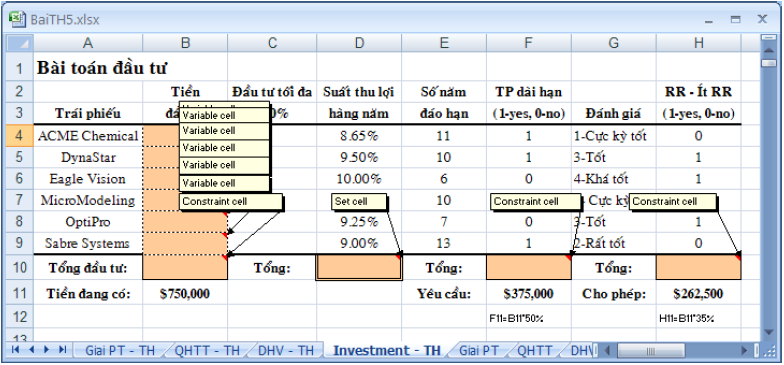 BaiTH5.xlsx
A B C D E F G H
1 Bài toán đầu tư
2 Tiền Đầu tư tối đa Suất thu lợi Số năm TP dài hạn RR - Ít RR
3 Trái phiếu 0% hàng năm đáo hạn (1-yes, 0-no) Đánh giá (1-yes, 0-no)
Variable cell
Variable cell
Variable cell
Variable cell
Variable cell
4 ACME Chemical 8.65% 11 1 1-Cực kỳ tốt 0
5 DynaStar 9.50% 10 1 3-Tốt 1
6 Eagle Vision 10.00% 6 0 4-Khá tốt 1
7 MicroModeling Constraint cell Set cell 10 Constraint cell Cực kỳ Constraint cell
8 OptiPro 9.25% 7 0 3-Tốt 1
9 Sabre Systems 9.00% 13 1 2-Rất tốt 0
10 Tổng đầu tư: Tổng: Tổng: Tổng:
11 Tiền đang có: $750,000 Yêu cầu: $375,000 Cho phép: $262,500
12 F11=B11*50% H11=B11*35%
13
Giai PT - TH QHTT - TH DHV - TH Investment - TH Giai PT QHTT DHV